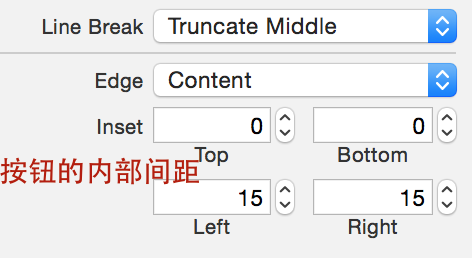 Line Break Truncate Middle
Edge Content
Inset 0 0
Top Bottom
按钮的内部间距
15 15
Left Right